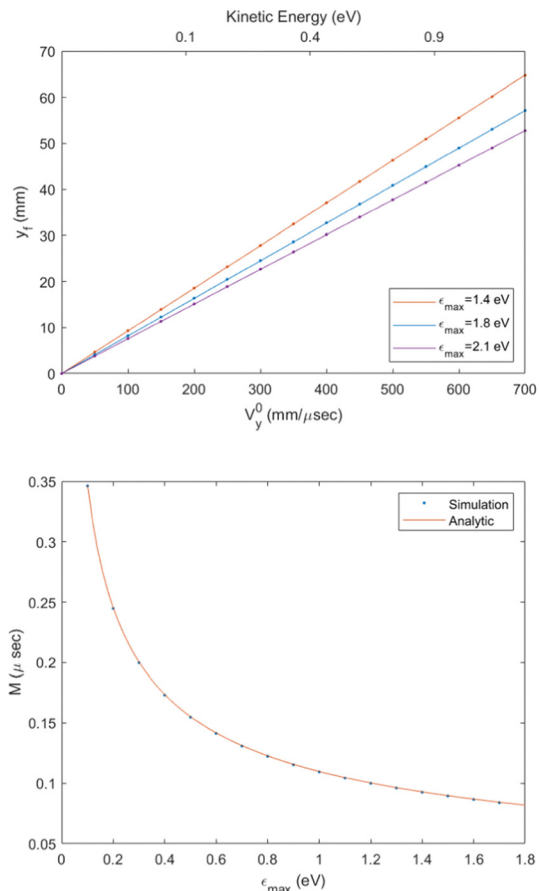 Kinetic Energy (eV)
0.1 0.4 0.9
70
60
50
40
30
20
10
0
y_f (mm)
ϵ_max=1.4 eV
ϵ_max=1.8 eV
ϵ_max=2.1 eV
0 100 200 300 400 500 600 700
V_y^0 (mm/μsec)
0.35
0.3
0.25
0.2
0.15
0.1
0.05
M (μ sec)
Simulation
Analytic
0 0.2 0.4 0.6 0.8 1 1.2 1.4 1.6 1.8
ϵ_max (eV)